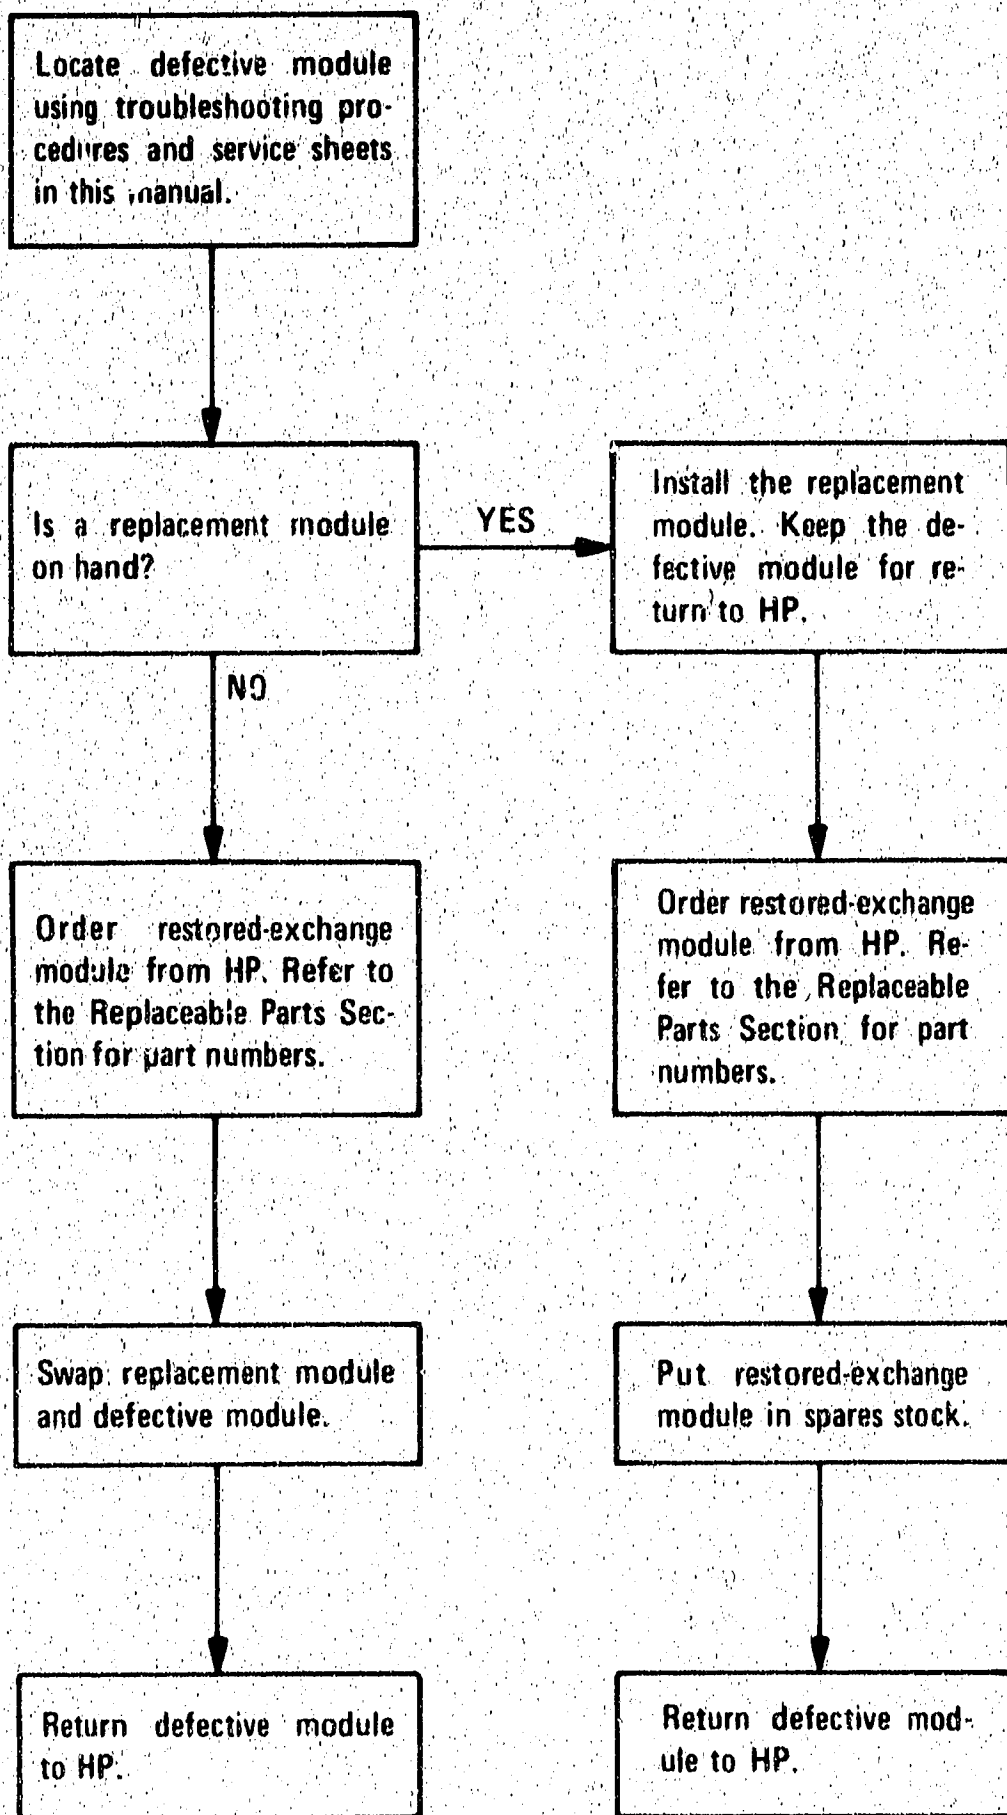 Locate defective module
using troubleshooting pro-
cedures and service sheets
in this manual.
Is a replacement module
on hand?
YES
Install the replacement
module. Keep the de-
fective module for re-
turn to HP.
NO
Order restored-exchange
module from HP. Refer to
the Replaceable Parts Sec-
tion for part numbers.
Order restored-exchange
module from HP. Re-
fer to the Replaceable
Parts Section for part
numbers.
Swap replacement module
and defective module.
Put restored-exchange
module in spares stock.
Return defective module
to HP.
Return defective mod-
ule to HP.